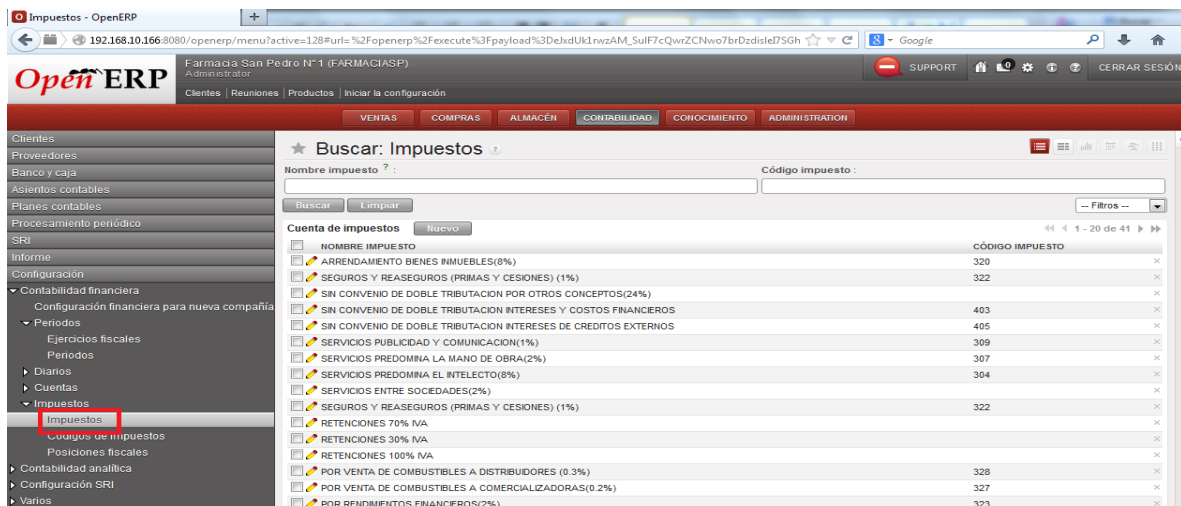 Impuestos - OpenERP
192.168.10.166:8080/openerp/menu?active=128#url=%2Fopenerp%2Fexecute%3Fpayload%3DeJxdUk1rwzAM_SulF7cQwrZCNwo7brDzdisleI7SGh
Google
Open ERP
Farmacia San Pedro N°1 (FARMACIASP)
Administrator
Clientes | Reuniones | Productos | Iniciar la configuración
SUPPORT
CERRAR SESIÓN
VENTAS COMPRAS ALMACÉN CONTABILIDAD CONOCIMIENTO ADMINISTRATION
Clientes
Proveedores
Banco y caja
Asientos contables
Planes contables
Procesamiento periódico
SRI
Informe
Configuración
Contabilidad financiera
Configuración financiera para nueva compañía
Periodos
Ejercicios fiscales
Periodos
Diarios
Cuentas
Impuestos
Impuestos
Códigos de impuestos
Posiciones fiscales
Contabilidad analítica
Configuración SRI
Varios
Buscar: Impuestos ?
Nombre impuesto ? : Código impuesto :
Buscar Limpiar
-- Filtros --
Cuenta de impuestos Nuevo
1 - 20 de 41
NOMBRE IMPUESTO CÓDIGO IMPUESTO
ARRENDAMIENTO BIENES INMUEBLES(8%) 320
SEGUROS Y REASEGUROS (PRIMAS Y CESIONES) (1%) 322
SIN CONVENIO DE DOBLE TRIBUTACION POR OTROS CONCEPTOS(24%)
SIN CONVENIO DE DOBLE TRIBUTACION INTERESES Y COSTOS FINANCIEROS 403
SIN CONVENIO DE DOBLE TRIBUTACION INTERESES DE CREDITOS EXTERNOS 405
SERVICIOS PUBLICIDAD Y COMUNICACION(1%) 309
SERVICIOS PREDOMINA LA MANO DE OBRA(2%) 307
SERVICIOS PREDOMINA EL INTELECTO(8%) 304
SERVICIOS ENTRE SOCIEDADES(2%)
SEGUROS Y REASEGUROS (PRIMAS Y CESIONES) (1%) 322
RETENCIONES 70% IVA
RETENCIONES 30% IVA
RETENCIONES 100% IVA
POR VENTA DE COMBUSTIBLES A DISTRIBUIDORES (0.3%) 328
POR VENTA DE COMBUSTIBLES A COMERCIALIZADORAS(0.2%) 327
POR RENDIMIENTOS FINANCIEROS(2%) 323